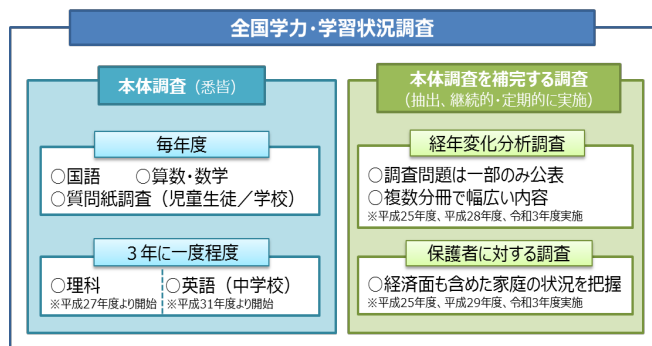 全国学力・学習状況調査
本体調査（悉皆）
毎年度
○国語　○算数・数学
○質問紙調査（児童生徒／学校）
３年に一度程度
○理科
※平成27年度より開始
○英語（中学校）
※平成31年度より開始
本体調査を補完する調査
（抽出、継続的・定期的に実施）
経年変化分析調査
○調査問題は一部のみ公表
○複数分冊で幅広い内容
※平成25年度、平成28年度、令和3年度実施
保護者に対する調査
○経済面も含めた家庭の状況を把握
※平成25年度、平成29年度、令和3年度実施